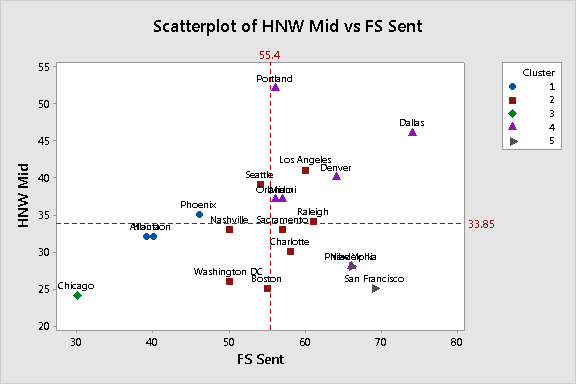 Scatterplot of HNW Mid vs FS Sent
55.4
Cluster
1
2
3
4
5
55
50
45
40
35
30
25
20
HNW Mid
Portland
Dallas
Los Angeles
Denver
Seattle
Phoenix
Raleigh
Nashville
Sacramento
33.85
Charlotte
Washington DC
Boston
San Francisco
Chicago
30
40
50
60
70
80
FS Sent